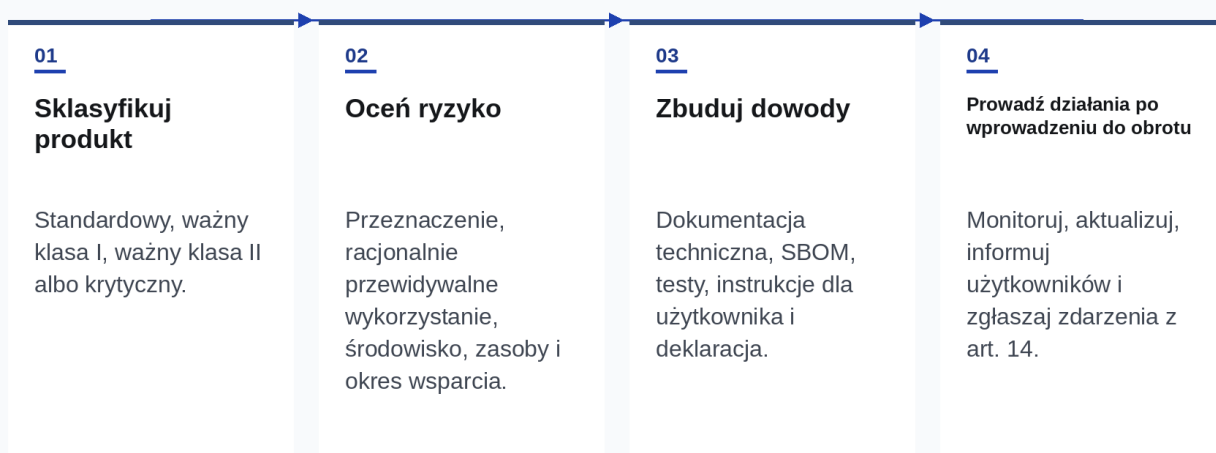 01
Sklasyfikuj
produkt
Standardowy, ważny
klasa I, ważny klasa II
albo krytyczny.
02
Oceń ryzyko
Przeznaczenie,
racjonalnie
przewidywalne
wykorzystanie,
środowisko, zasoby i
okres wsparcia.
03
Zbuduj dowody
Dokumentacja
techniczna, SBOM,
testy, instrukcje dla
użytkownika i
deklaracja.
04
Prowadź działania po
wprowadzeniu do obrotu
Monitoruj, aktualizuj,
informuj
użytkowników i
zgłaszaj zdarzenia z
art. 14.